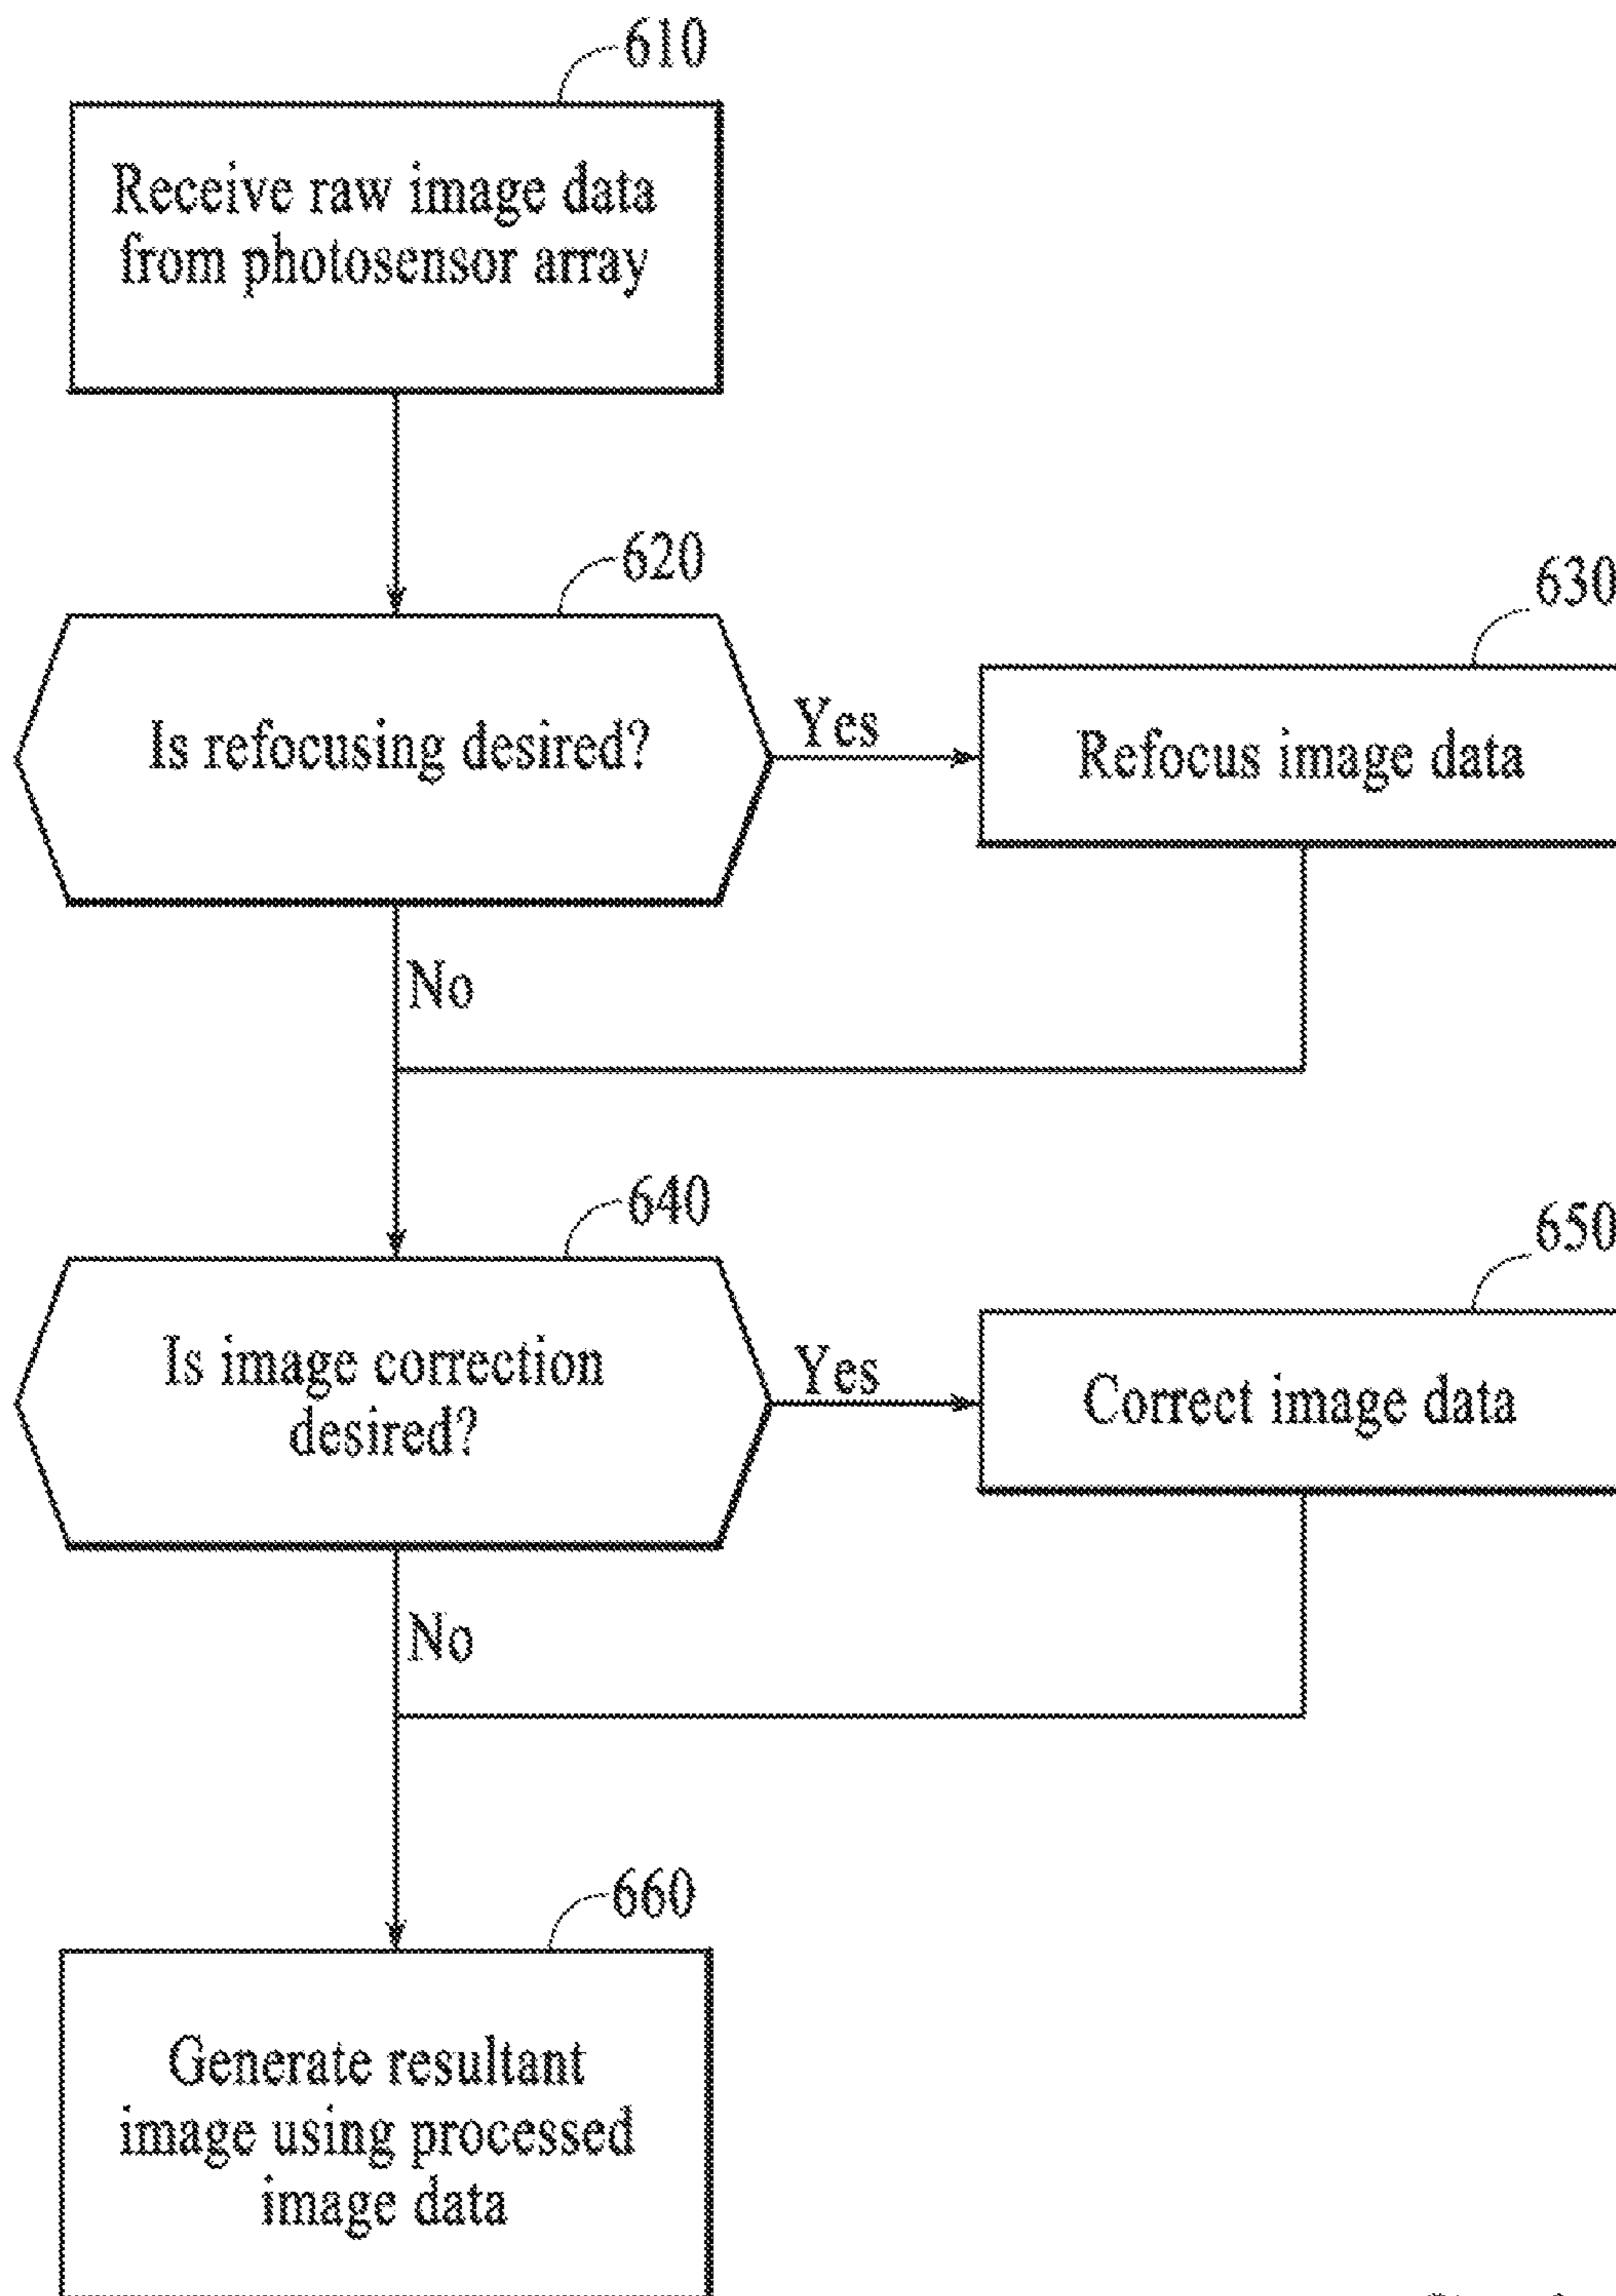 610
Receive raw image data
from photosensor array
620
630
Is refocusing desired?
Yes
Refocus image data
No
640
650
Is image correction
desired?
Yes
Correct image data
No
660
Generate resultant
image using processed
image data